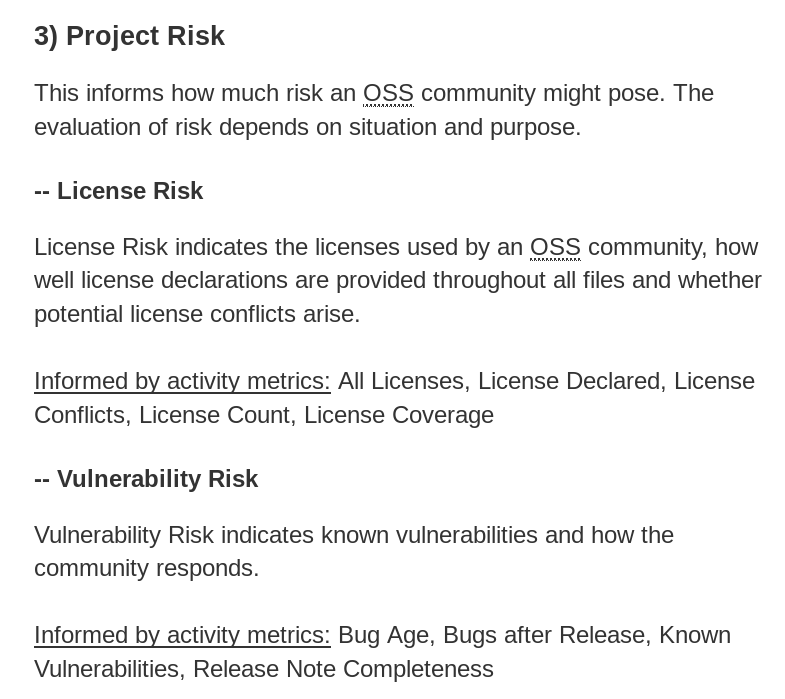 3) Project Risk
This informs how much risk an OSS community might pose. The
evaluation of risk depends on situation and purpose.
-- License Risk
License Risk indicates the licenses used by an OSS community, how
well license declarations are provided throughout all files and whether
potential license conflicts arise.
Informed by activity metrics: All Licenses, License Declared, License
Conflicts, License Count, License Coverage
-- Vulnerability Risk
Vulnerability Risk indicates known vulnerabilities and how the
community responds.
Informed by activity metrics: Bug Age, Bugs after Release, Known
Vulnerabilities, Release Note Completeness